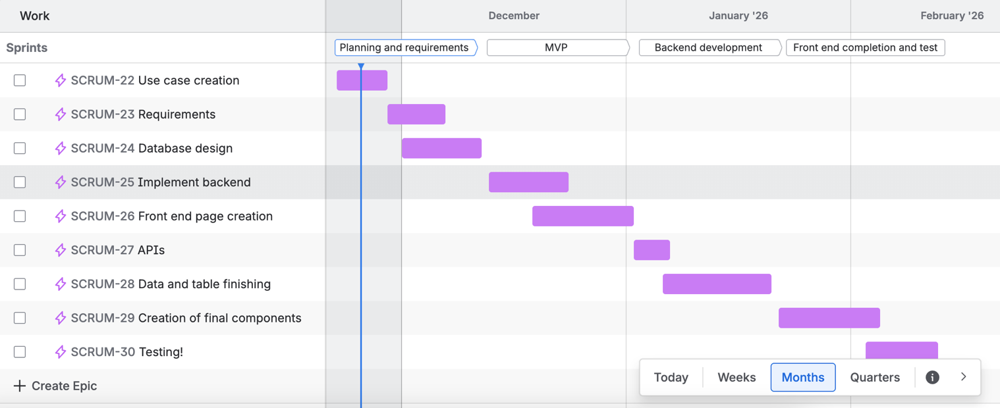 Work December January '26 February '26
Sprints Planning and requirements MVP Backend development Front end completion and test
SCRUM-22 Use case creation
SCRUM-23 Requirements
SCRUM-24 Database design
SCRUM-25 Implement backend
SCRUM-26 Front end page creation
SCRUM-27 APIs
SCRUM-28 Data and table finishing
SCRUM-29 Creation of final components
SCRUM-30 Testing!
Create Epic
Today Weeks Months Quarters